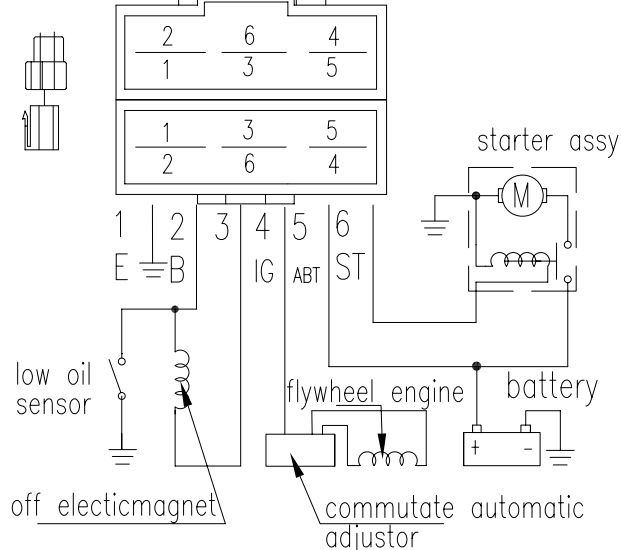 2 6 4
1 3 5
1 3 5
2 6 4
starter assy
M
1 2 3 4 5 6
E B IG ABT ST
low oil
sensor
flywheel engine
battery
+ -
off electicmagnet
commutate automatic
adjustor